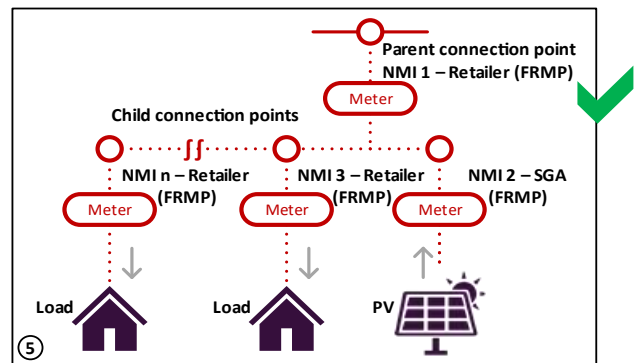 Parent connection point
NMI 1 – Retailer (FRMP)
Meter
Child connection points
NMI n – Retailer
(FRMP)
NMI 3 – Retailer
(FRMP)
NMI 2 – SGA
(FRMP)
Meter
Meter
Meter
Load
Load
PV
5